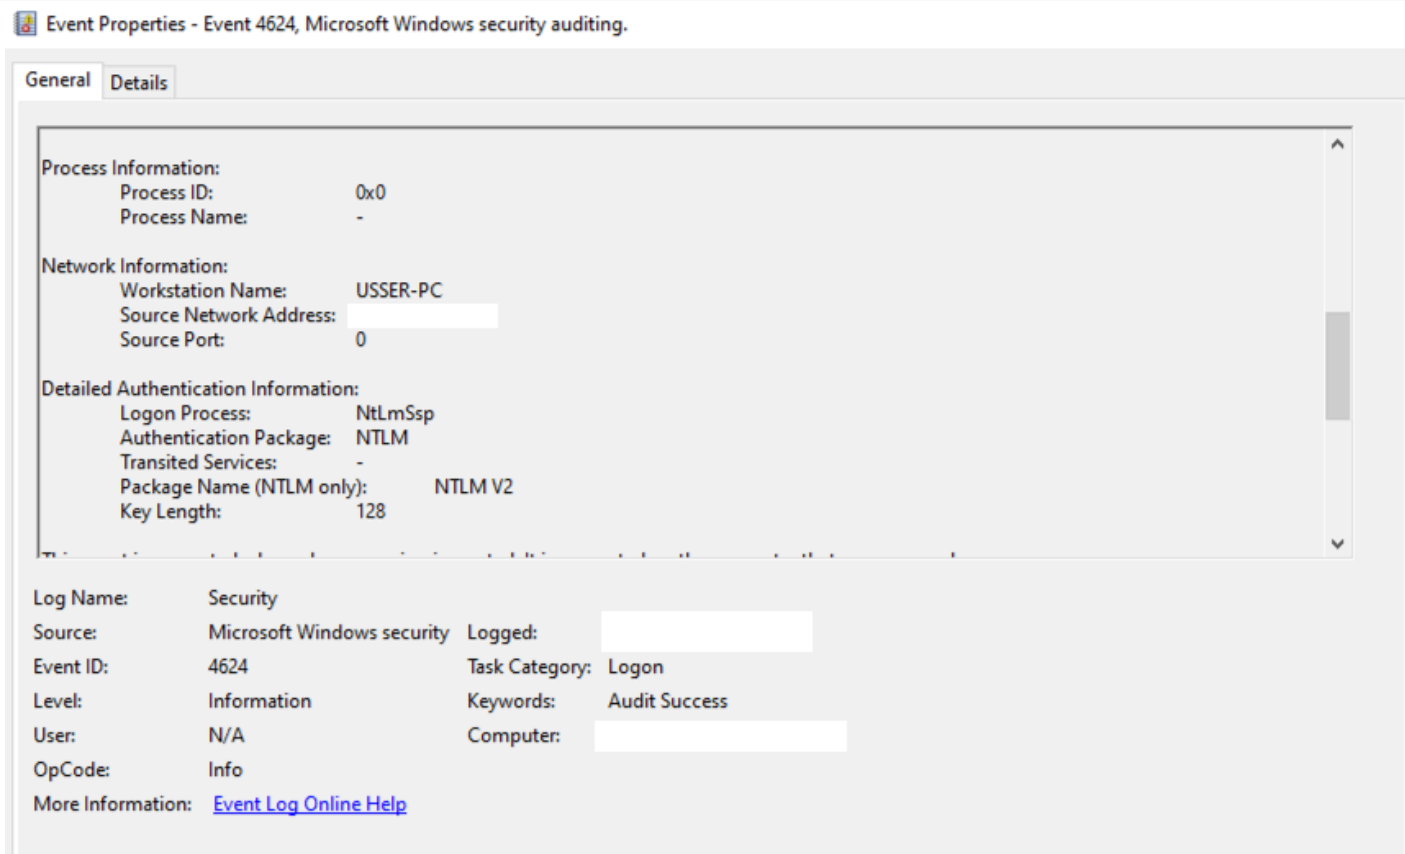 Event Properties - Event 4624, Microsoft Windows security auditing.
General Details
Process Information:
Process ID: 0x0
Process Name: -
Network Information:
Workstation Name: USSER-PC
Source Network Address:
Source Port: 0
Detailed Authentication Information:
Logon Process: NtLmSsp
Authentication Package: NTLM
Transited Services: -
Package Name (NTLM only): NTLM V2
Key Length: 128
Log Name: Security
Source: Microsoft Windows security Logged:
Event ID: 4624 Task Category: Logon
Level: Information Keywords: Audit Success
User: N/A Computer:
OpCode: Info
More Information: Event Log Online Help